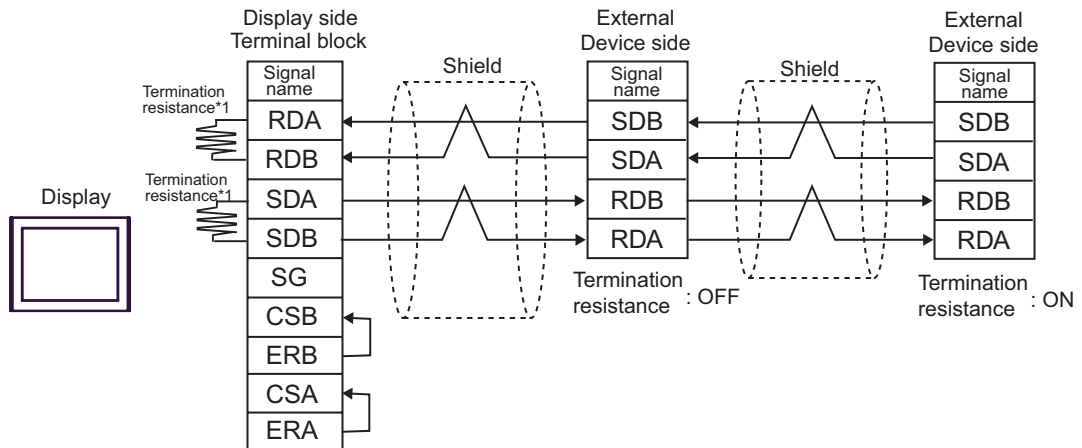 Display side
Terminal block
External
Device side
External
Device side
Signal
name
Shield
Signal
name
Shield
Signal
name
Termination
resistance*1
RDA
SDB
SDB
RDB
SDA
SDA
Termination
resistance*1
SDA
RDB
RDB
Display
SDB
RDA
RDA
SG
Termination
resistance : OFF
Termination
resistance : ON
CSB
ERB
CSA
ERA